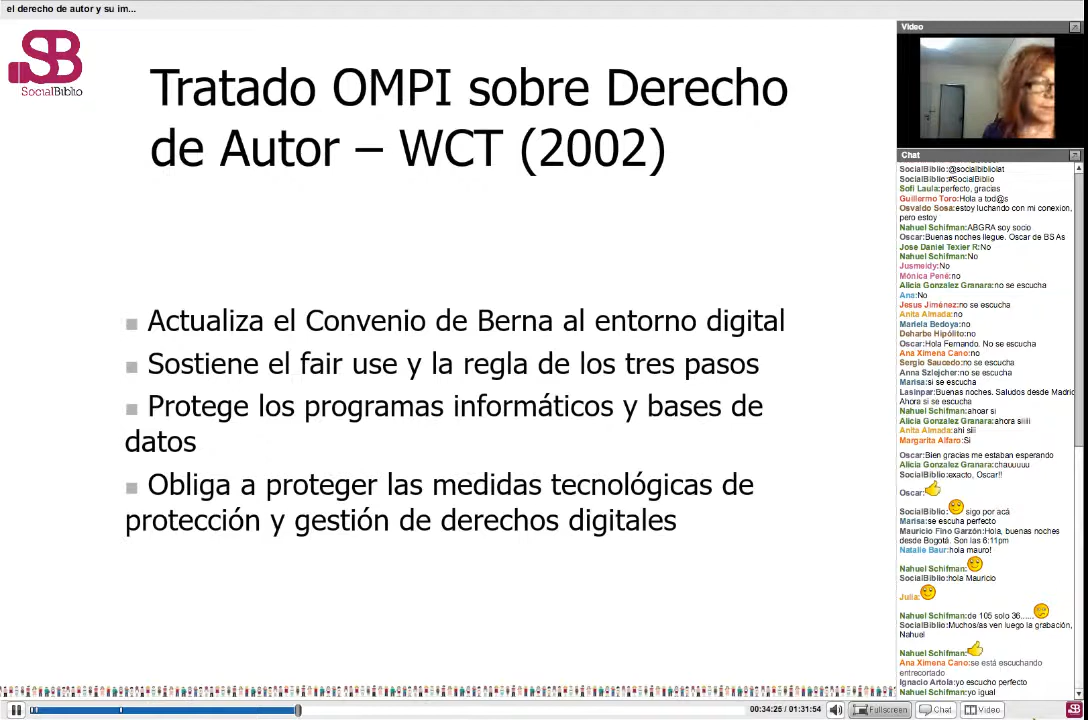 el derecho de autor y su im...
SB
SocialBiblio
Tratado OMPI sobre Derecho
de Autor – WCT (2002)
■ Actualiza el Convenio de Berna al entorno digital
■ Sostiene el fair use y la regla de los tres pasos
■ Protege los programas informáticos y bases de
datos
■ Obliga a proteger las medidas tecnológicas de
protección y gestión de derechos digitales
Video
Chat
SocialBiblio:@socialbibliolat
SocialBiblio:#SocialBiblio
Sofi Laula:perfecto, gracias
Guillermo Toro:Hola a tod@s
Osvaldo Sosa:estoy luchando con mi conexion,
pero estoy
Nahuel Schifman:ABGRA soy socio
Oscar:Buenas noches llegue. Oscar de BS As
Jose Daniel Texier R:No
Nahuel Schifman:No
Jusmeidy:No
Mónica Pené:no
Alicia Gonzalez Granara:no se escucha
Ana:No
Jesus Jiménez:no se escucha
Anita Almada:no
Mariela Bedoya:no
Deharbe Hipólito:no
Oscar:Hola Fernando. No se escucha
Ana Ximena Cano:no
Sergio Saucedo:no se escucha
Anna Szlejcher:no se escucha
Marisa:si se escucha
Lasinpar:Buenas noches. Saludos desde Madrid
Ahora si se escucha
Nahuel Schifman:ahoar si
Alicia Gonzalez Granara:ahora siiii
Anita Almada:ahi siii
Margarita Alfaro:Si
Oscar:Bien gracias me estaban esperando
Alicia Gonzalez Granara:chauuuuu
SocialBiblio:exacto, Oscar!!
Oscar:
SocialBiblio: sigo por acá
Marisa:se escuha perfecto
Mauricio Fino Garzón:Hola, buenas noches
desde Bogotá. Son las 6:11pm
Natalie Baur:hola mauro!
Nahuel Schifman:
SocialBiblio:hola Mauricio
Julia:
Nahuel Schifman:de 105 solo 36......
SocialBiblio:Muchos/as ven luego la grabación,
Nahuel
Nahuel Schifman:
Ana Ximena Cano:se está escuchando
entrecortado
Ignacio Artola:yo escucho perfecto
Nahuel Schifman:yo igual
00:34:25 / 01:31:54
Fullscreen
Chat
Video
SB